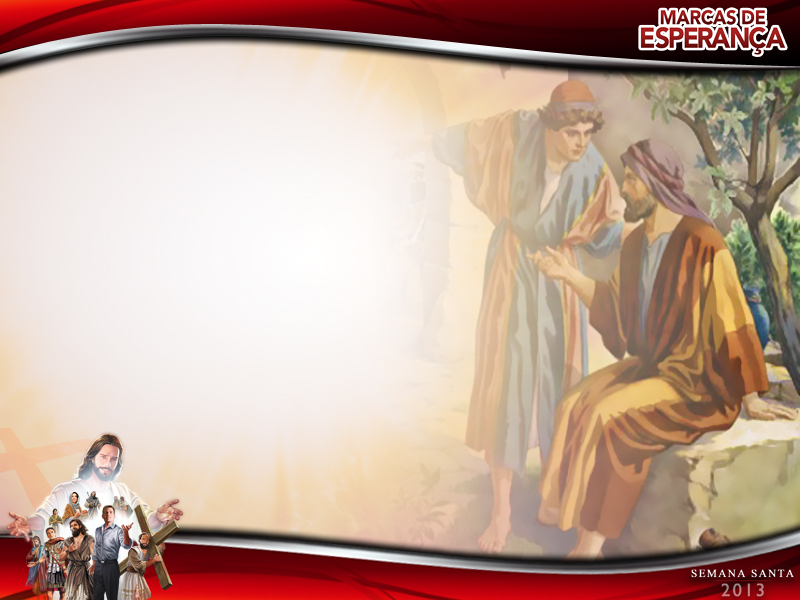 MARCAS DE
ESPERANÇA
SEMANA SANTA
2013